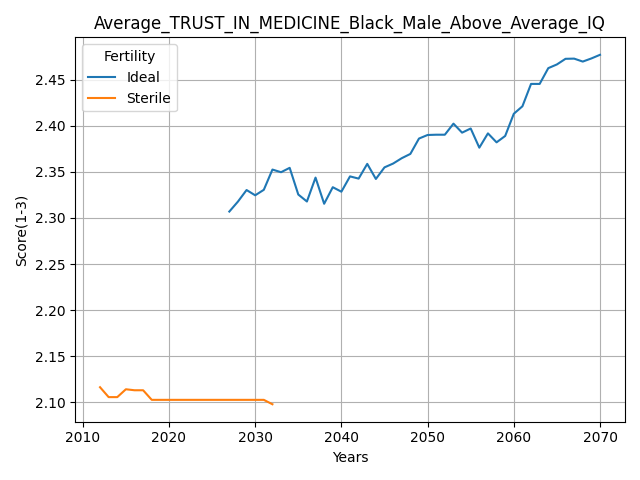 Average_TRUST_IN_MEDICINE_Black_Male_Above_Average_IQ
Fertility
Ideal
Sterile
Score(1-3)
2.45
2.40
2.35
2.30
2.25
2.20
2.15
2.10
2010 2020 2030 2040 2050 2060 2070
Years